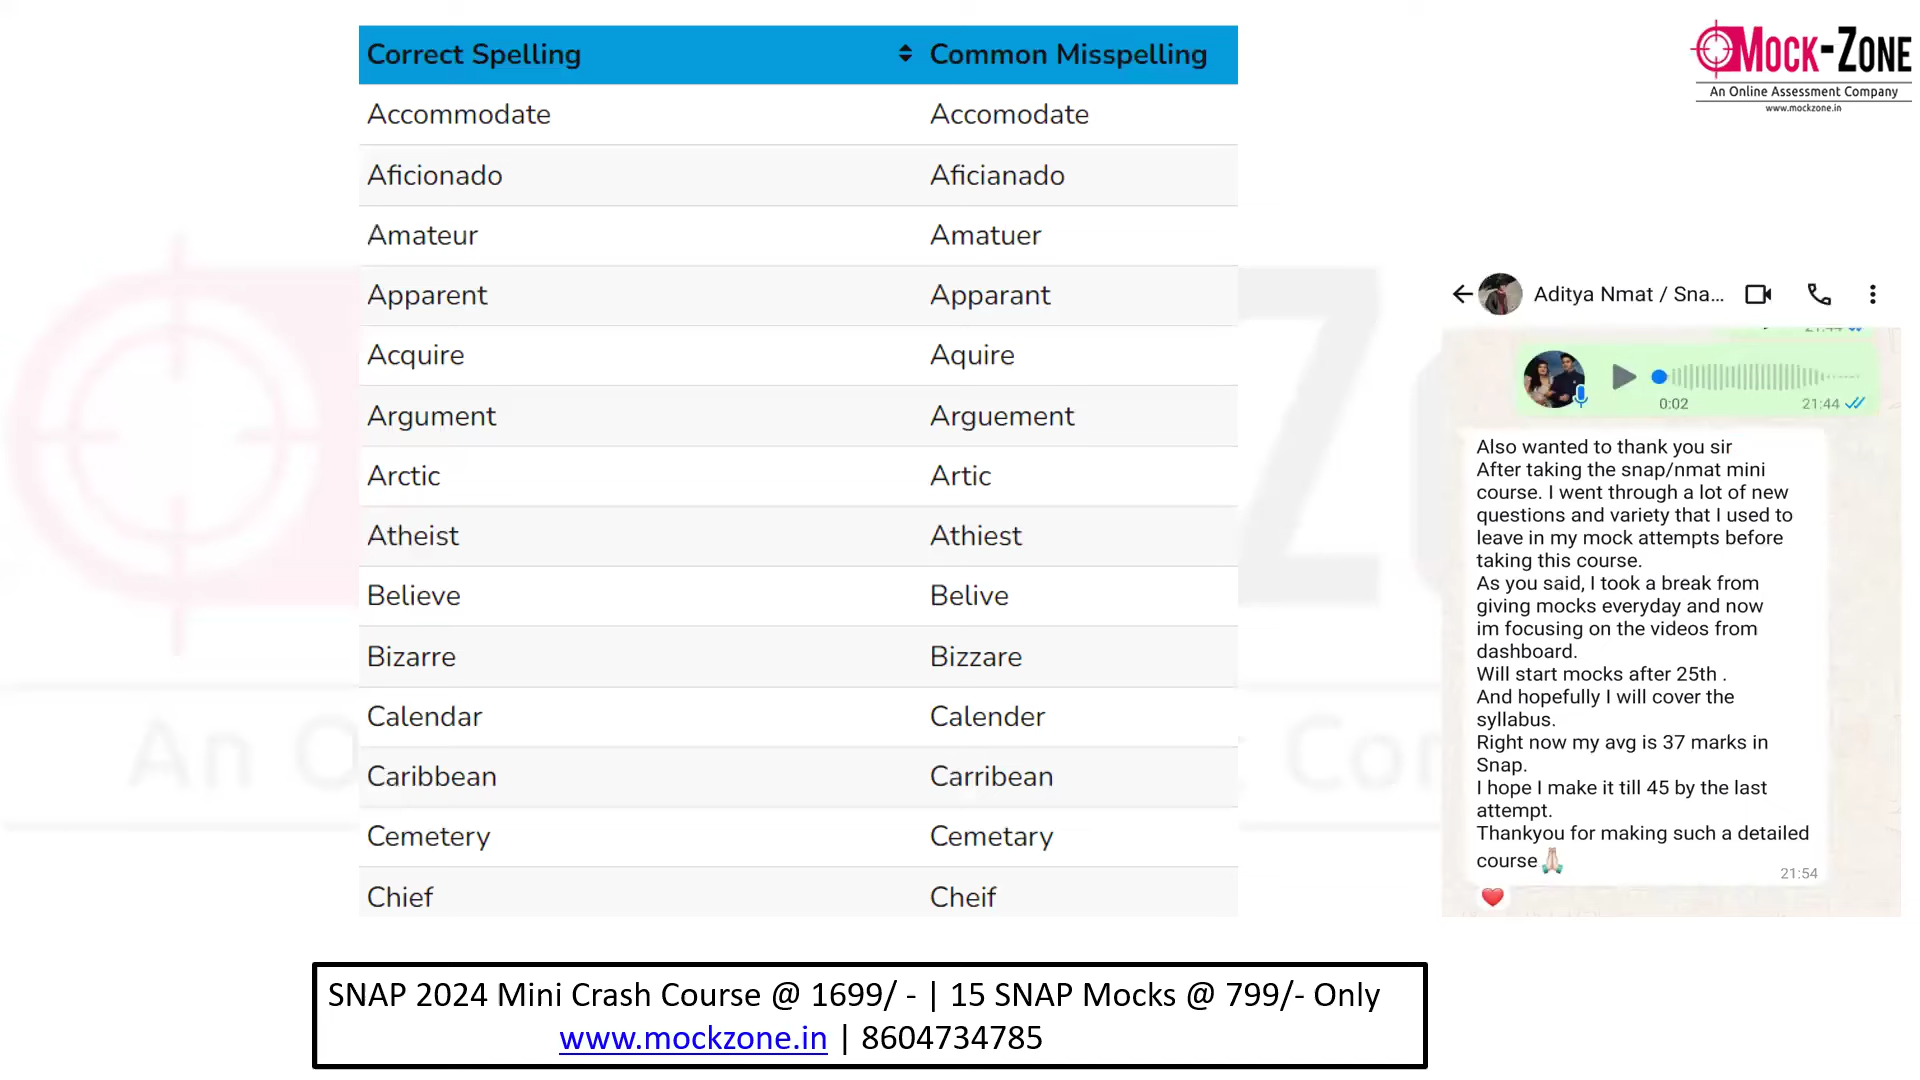 Correct Spelling Common Misspelling
Accommodate Accomodate
Aficionado Aficianado
Amateur Amatuer
Apparent Apparant
Acquire Aquire
Argument Arguement
Arctic Artic
Atheist Athiest
Believe Belive
Bizarre Bizzare
Calendar Calender
Caribbean Carribean
Cemetery Cemetary
Chief Cheif
MOCK-ZONE
An Online Assessment Company
www.mockzone.in
Aditya Nmat / Sna...
21:44
0:02 21:44
Also wanted to thank you sir
After taking the snap/nmat mini
course. I went through a lot of new
questions and variety that I used to
leave in my mock attempts before
taking this course.
As you said, I took a break from
giving mocks everyday and now
im focusing on the videos from
dashboard.
Will start mocks after 25th .
And hopefully I will cover the
syllabus.
Right now my avg is 37 marks in
Snap.
I hope I make it till 45 by the last
attempt.
Thankyou for making such a detailed
course🙏🏻
21:54
SNAP 2024 Mini Crash Course @ 1699/ - | 15 SNAP Mocks @ 799/- Only
www.mockzone.in | 8604734785